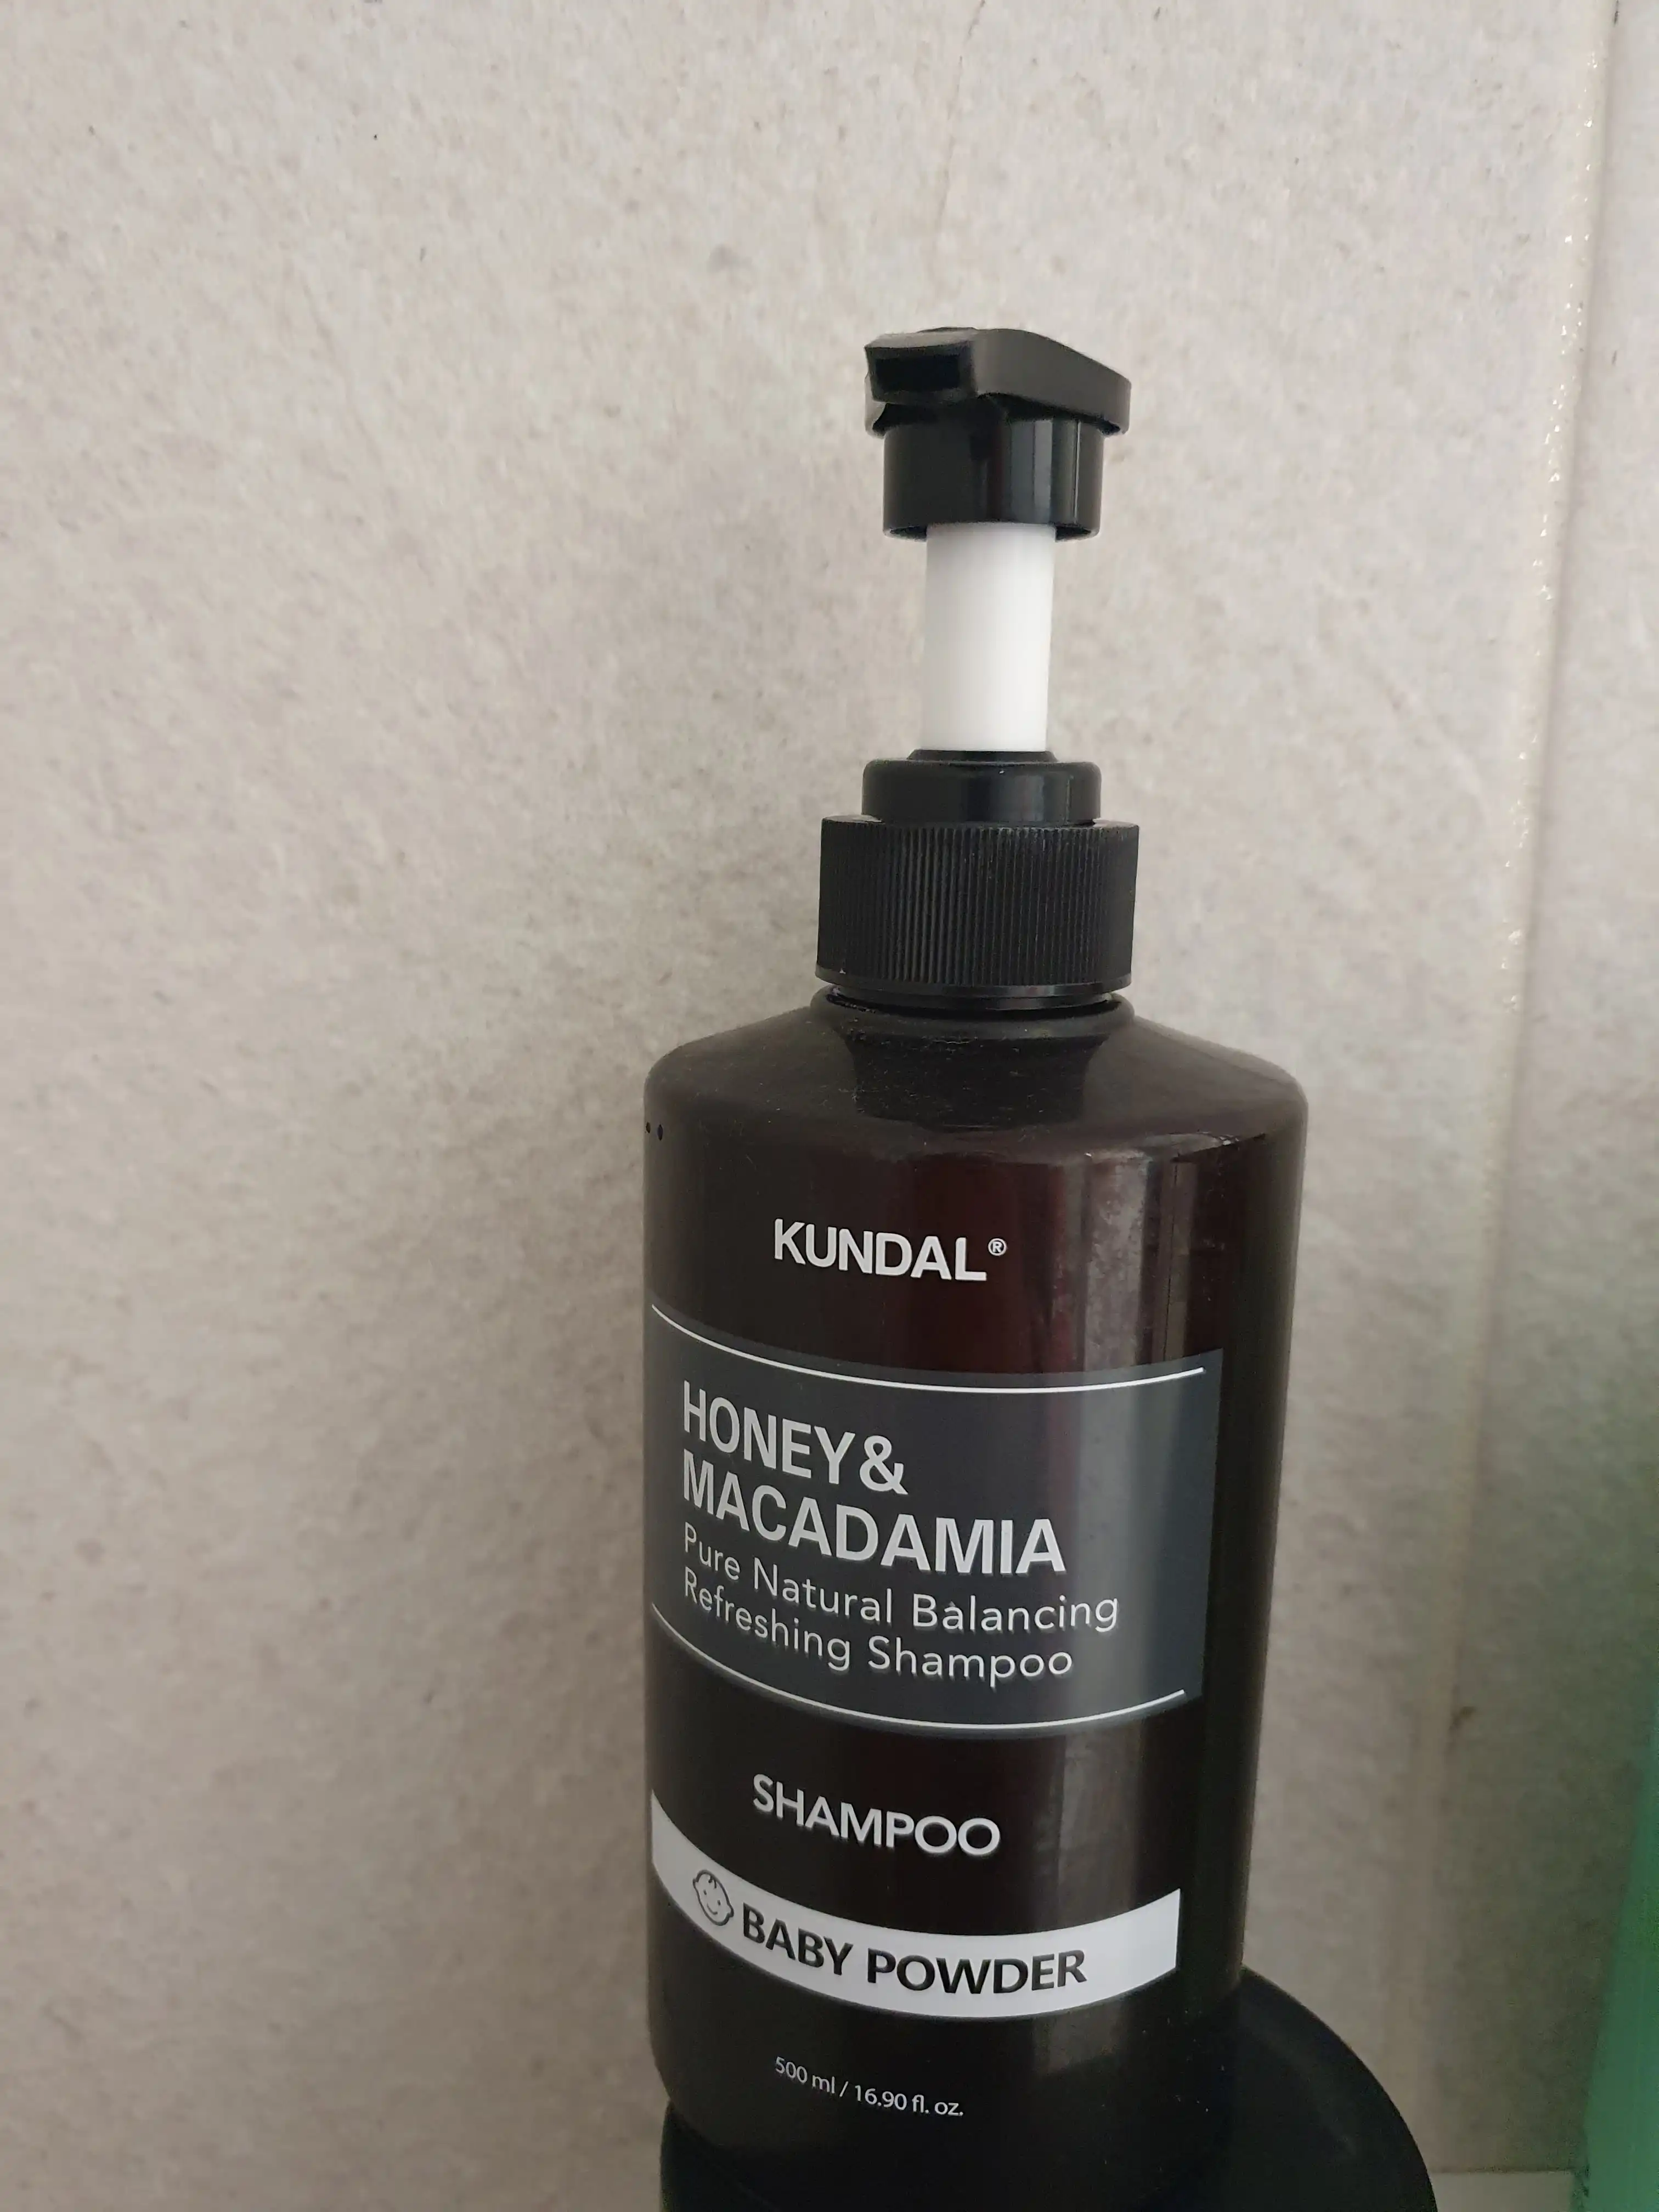 KUNDAL®
HONEY&
MACADAMIA
Pure Natural Balancing
Refreshing Shampoo
SHAMPOO
BABY POWDER
500 ml / 16.90 fl. oz.